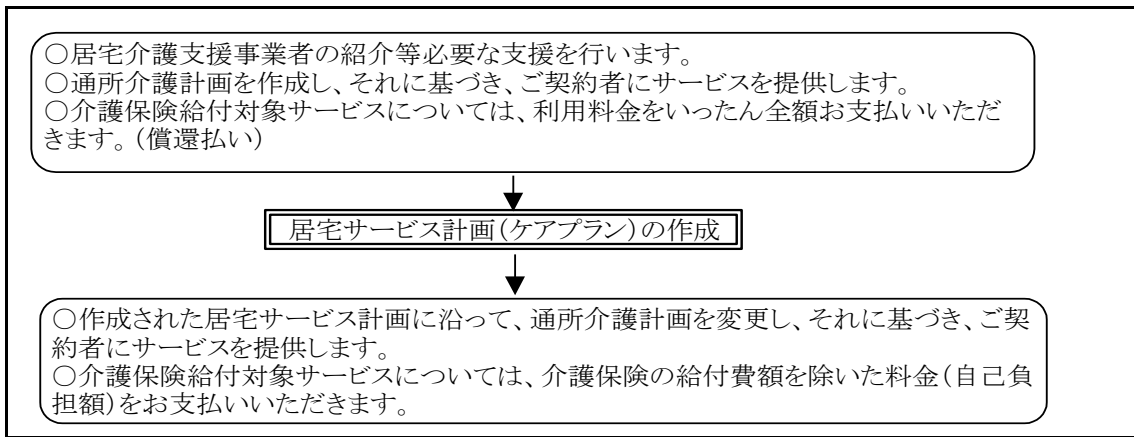 ○居宅介護支援事業者の紹介等必要な支援を行います。
○通所介護計画を作成し、それに基づき、ご契約者にサービスを提供します。
○介護保険給付対象サービスについては、利用料金をいったん全額お支払いいただ
きます。(償還払い)
居宅サービス計画(ケアプラン)の作成
○作成された居宅サービス計画に沿って、通所介護計画を変更し、それに基づき、ご契
約者にサービスを提供します。
○介護保険給付対象サービスについては、介護保険の給付費額を除いた料金(自己負
担額)をお支払いいただきます。